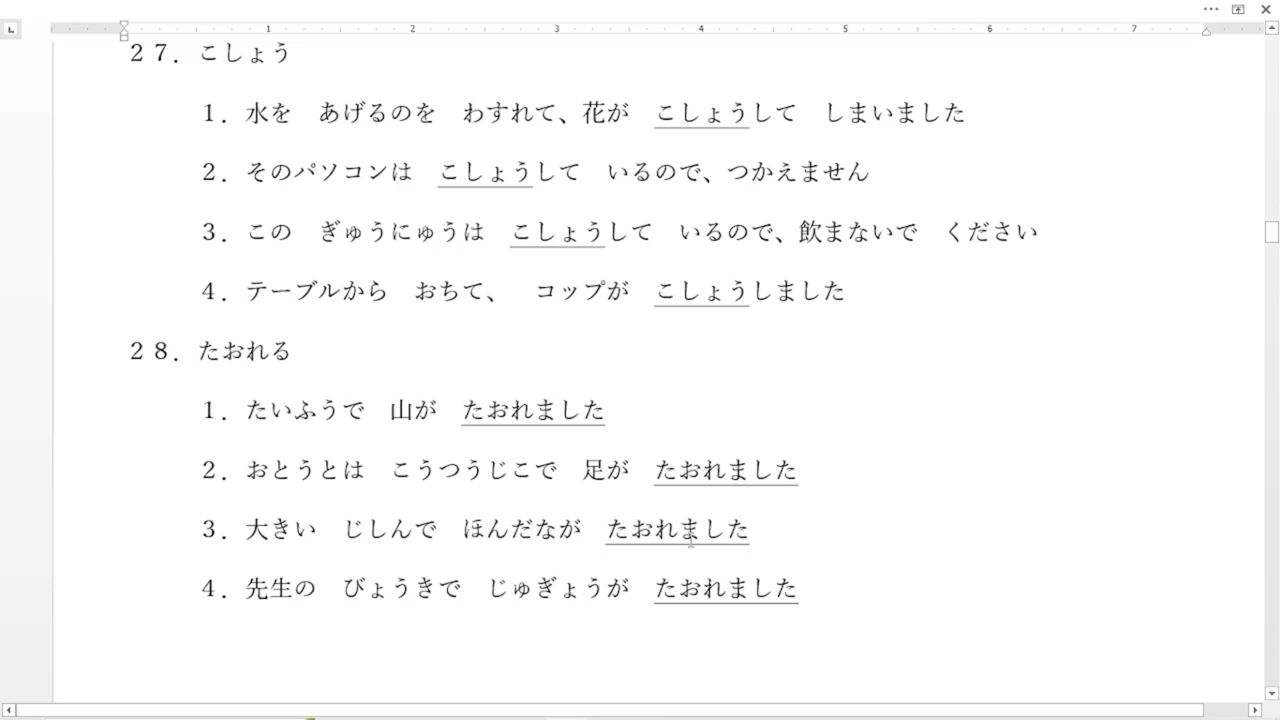 1 2 3 4 5 6 7
２７．こしょう
１．水を　あげるのを　わすれて、花が　こしょうして　しまいました
２．そのパソコンは　こしょうして　いるので、つかえません
３．この　ぎゅうにゅうは　こしょうして　いるので、飲まないで　ください
４．テーブルから　おちて、　コップが　こしょうしました
２８．たおれる
１．たいふうで　山が　たおれました
２．おとうとは　こうつうじこで　足が　たおれました
３．大きい　じしんで　ほんだなが　たおれました
４．先生の　びょうきで　じゅぎょうが　たおれました